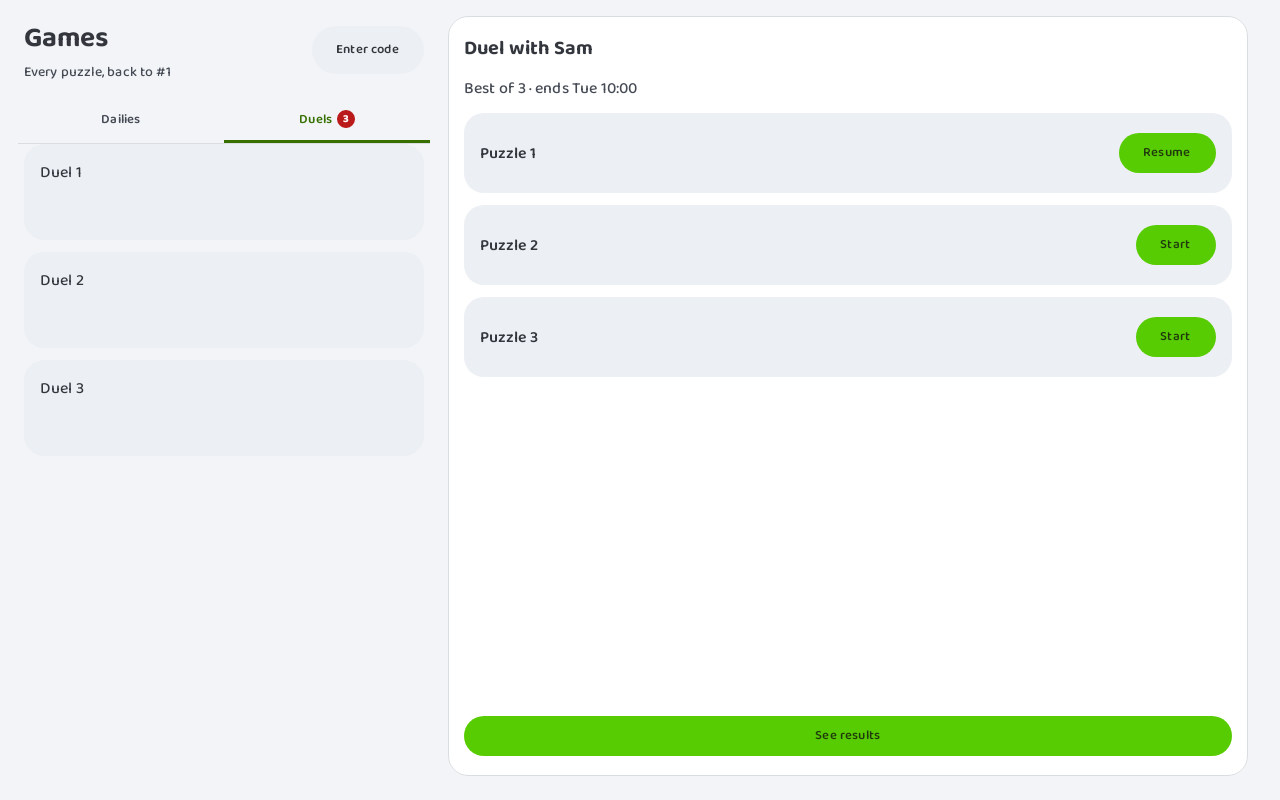 Games
Every puzzle, back to #1
Enter code
Dailies
Duels 3
Duel 1
Duel 2
Duel 3
Duel with Sam
Best of 3 · ends Tue 10:00
Puzzle 1
Resume
Puzzle 2
Start
Puzzle 3
Start
See results